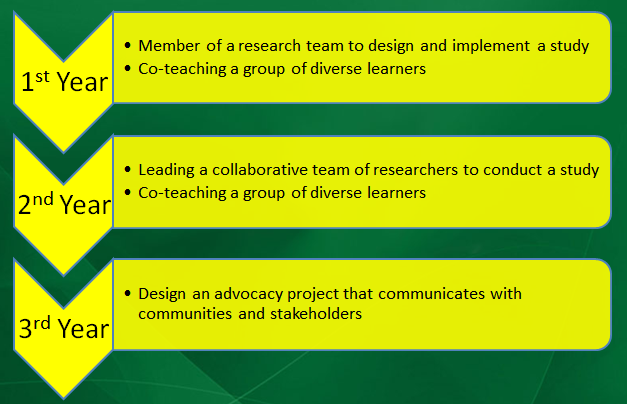 1st Year
• Member of a research team to design and implement a study
• Co-teaching a group of diverse learners
2nd Year
• Leading a collaborative team of researchers to conduct a study
• Co-teaching a group of diverse learners
3rd Year
• Design an advocacy project that communicates with
communities and stakeholders